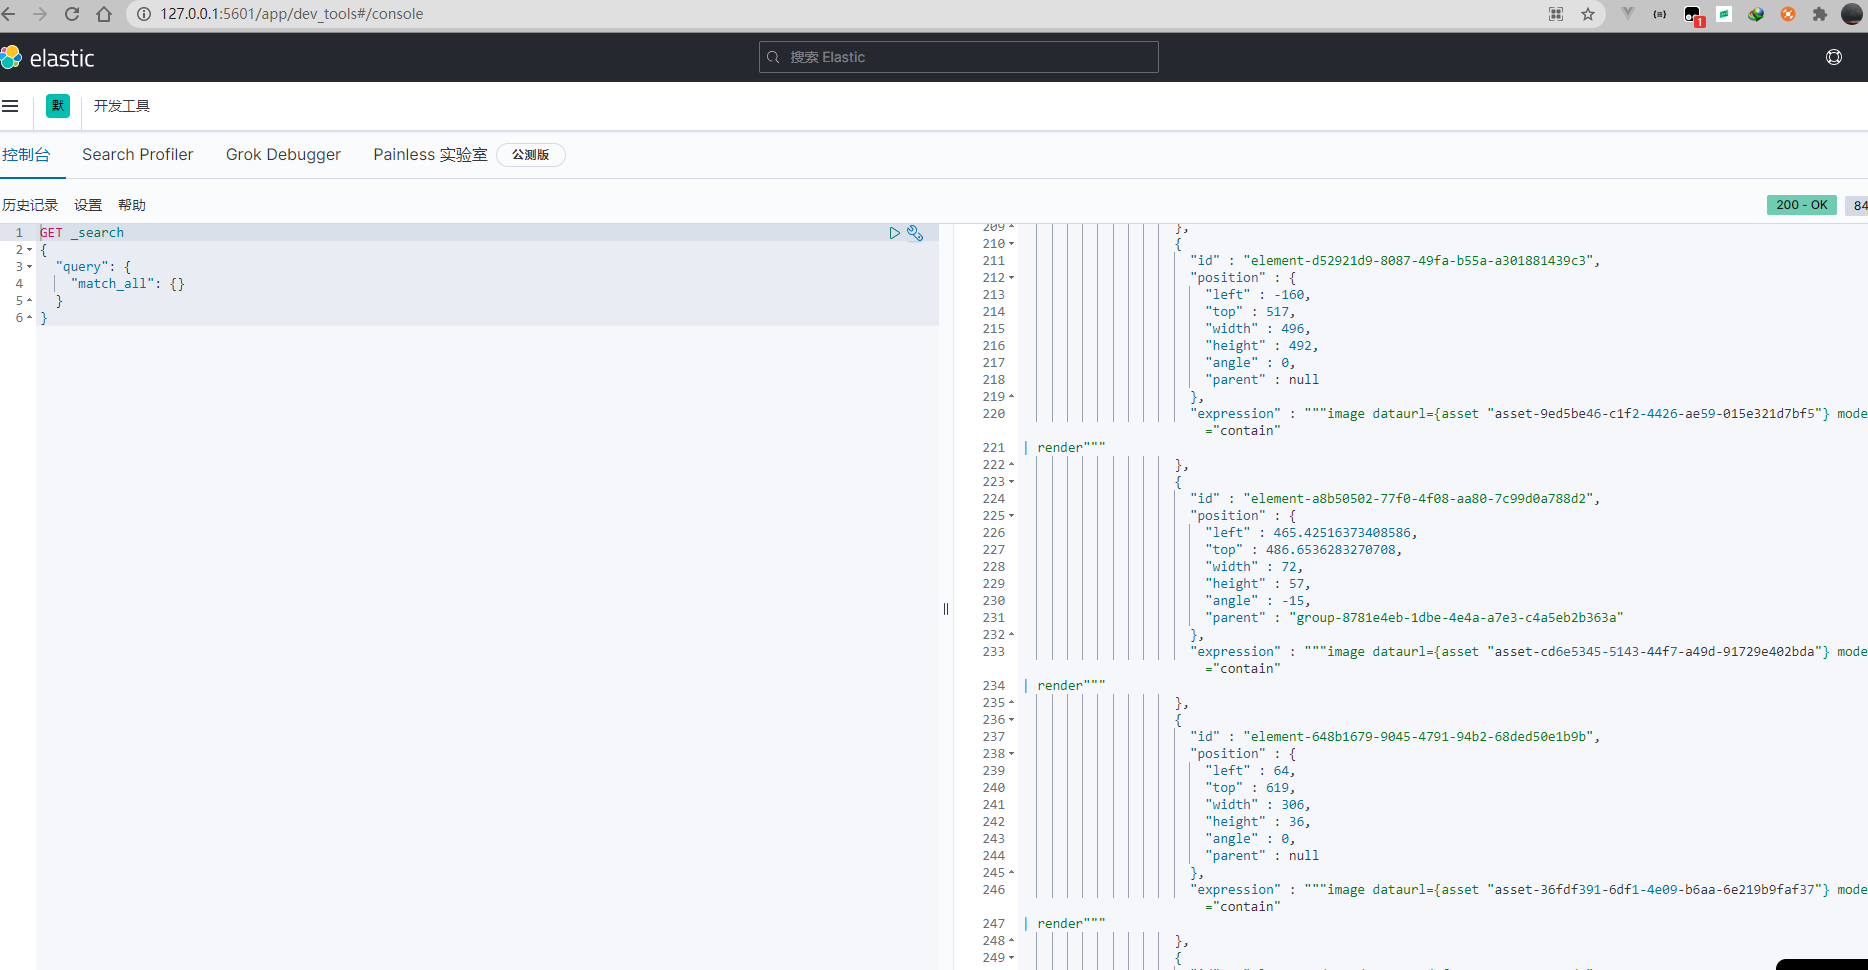 127.0.0.1:5601/app/dev_tools#/console
1
elastic
搜索 Elastic
默 开发工具
控制台 Search Profiler Grok Debugger Painless 实验室 公测版
历史记录 设置 帮助
200 - OK 84
1 GET _search
2 {
3 "query": {
4 "match_all": {}
5 }
6 }
209 },
210 {
211 "id" : "element-d52921d9-8087-49fa-b55a-a301881439c3",
212 "position" : {
213 "left" : -160,
214 "top" : 517,
215 "width" : 496,
216 "height" : 492,
217 "angle" : 0,
218 "parent" : null
219 },
220 "expression" : """image dataurl={asset "asset-9ed5be46-c1f2-4426-ae59-015e321d7bf5"} mode
="contain"
221 | render"""
222 },
223 {
224 "id" : "element-a8b50502-77f0-4f08-aa80-7c99d0a788d2",
225 "position" : {
226 "left" : 465.42516373408586,
227 "top" : 486.6536283270708,
228 "width" : 72,
229 "height" : 57,
230 "angle" : -15,
231 "parent" : "group-8781e4eb-1dbe-4e4a-a7e3-c4a5eb2b363a"
232 },
233 "expression" : """image dataurl={asset "asset-cd6e5345-5143-44f7-a49d-91729e402bda"} mode
="contain"
234 | render"""
235 },
236 {
237 "id" : "element-648b1679-9045-4791-94b2-68ded50e1b9b",
238 "position" : {
239 "left" : 64,
240 "top" : 619,
241 "width" : 306,
242 "height" : 36,
243 "angle" : 0,
244 "parent" : null
245 },
246 "expression" : """image dataurl={asset "asset-36fdf391-6df1-4e09-b6aa-6e219b9faf37"} mode
="contain"
247 | render"""
248 },
249 {